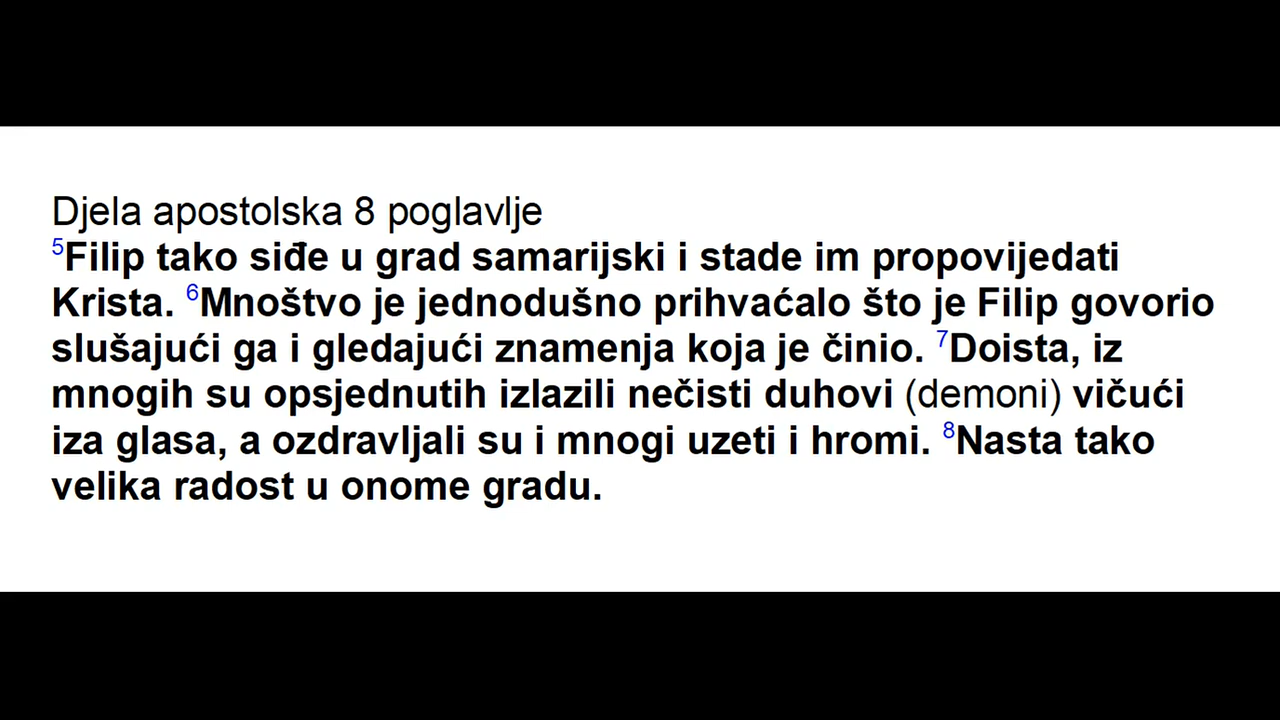 Djela apostolska 8 poglavlje
5Filip tako siđe u grad samarijski i stade im propovijedati
Krista. 6Mnoštvo je jednodušno prihvaćalo što je Filip govorio
slušajući ga i gledajući znamenja koja je činio. 7Doista, iz
mnogih su opsjednutih izlazili nečisti duhovi (demoni) vičući
iza glasa, a ozdravljali su i mnogi uzeti i hromi. 8Nasta tako
velika radost u onome gradu.